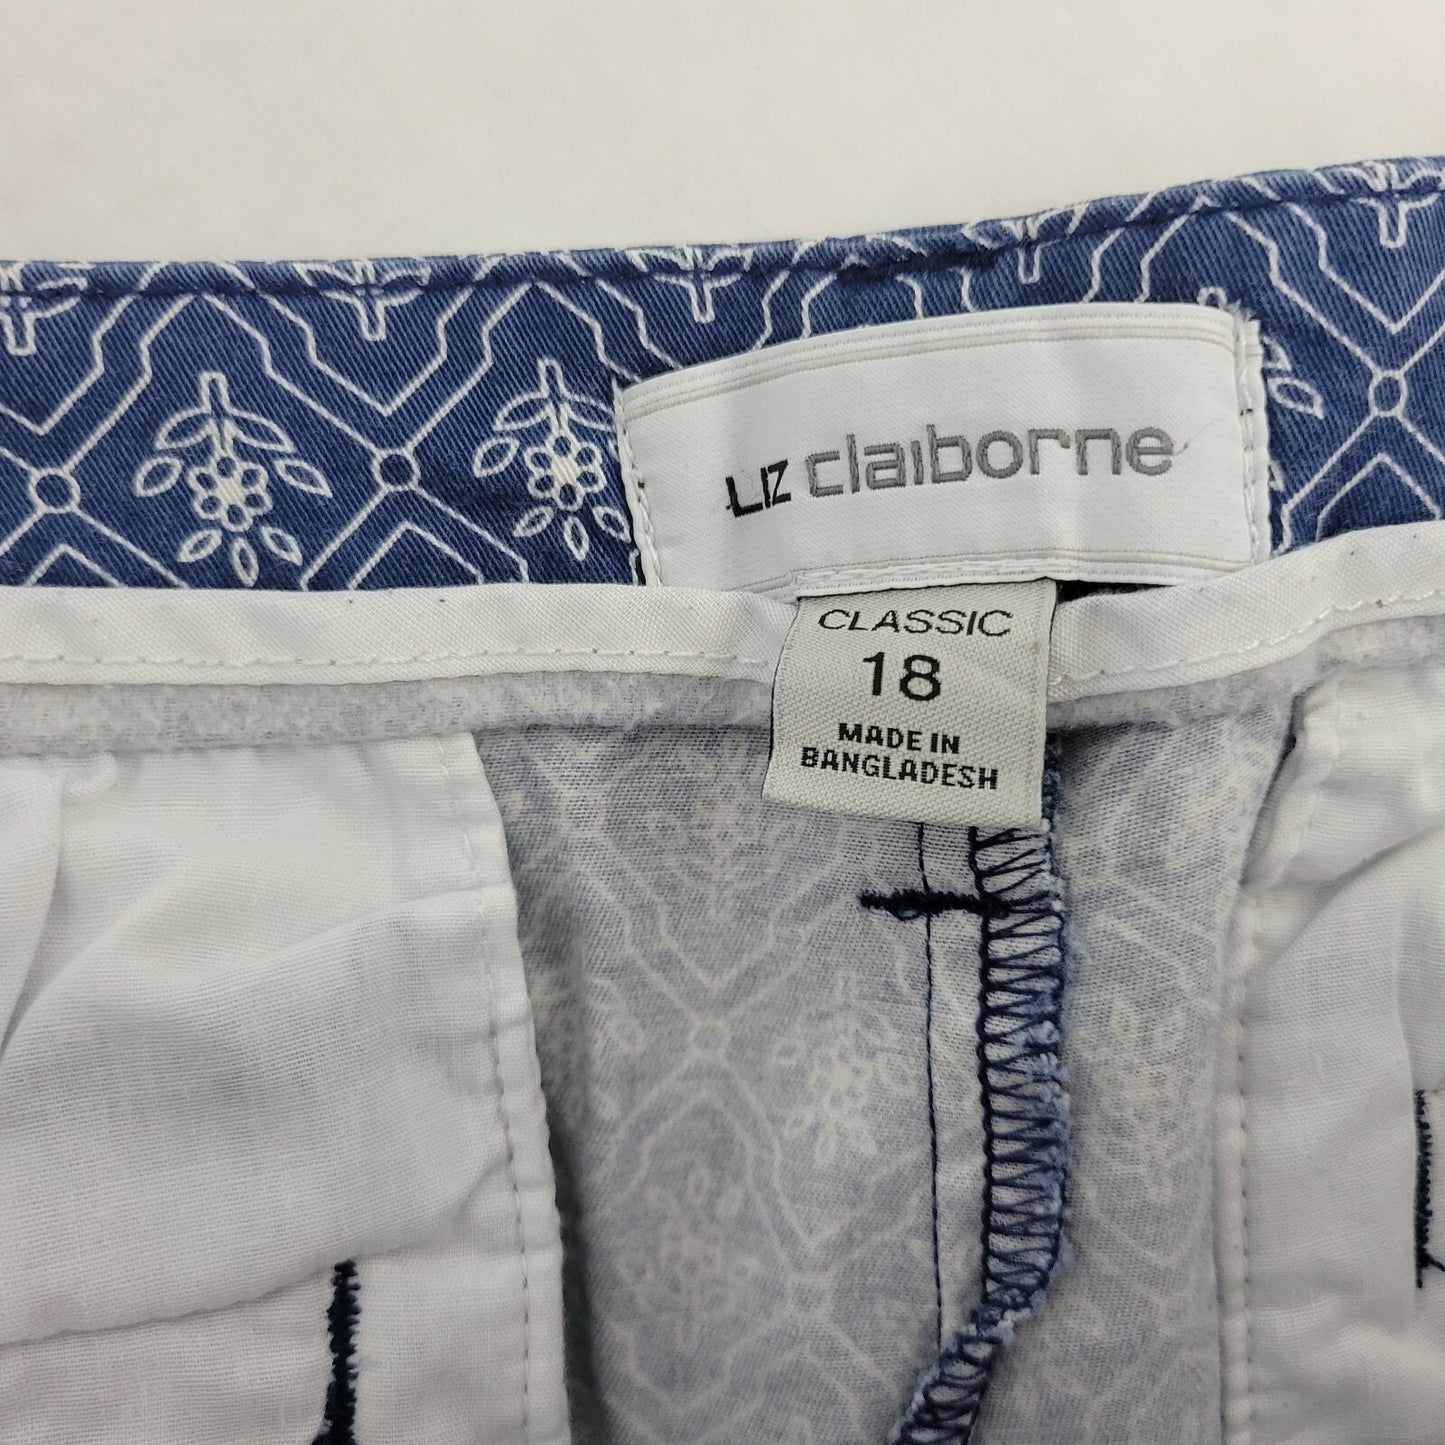 LIZ claiborne
CLASSIC
18
MADE IN
BANGLADESH